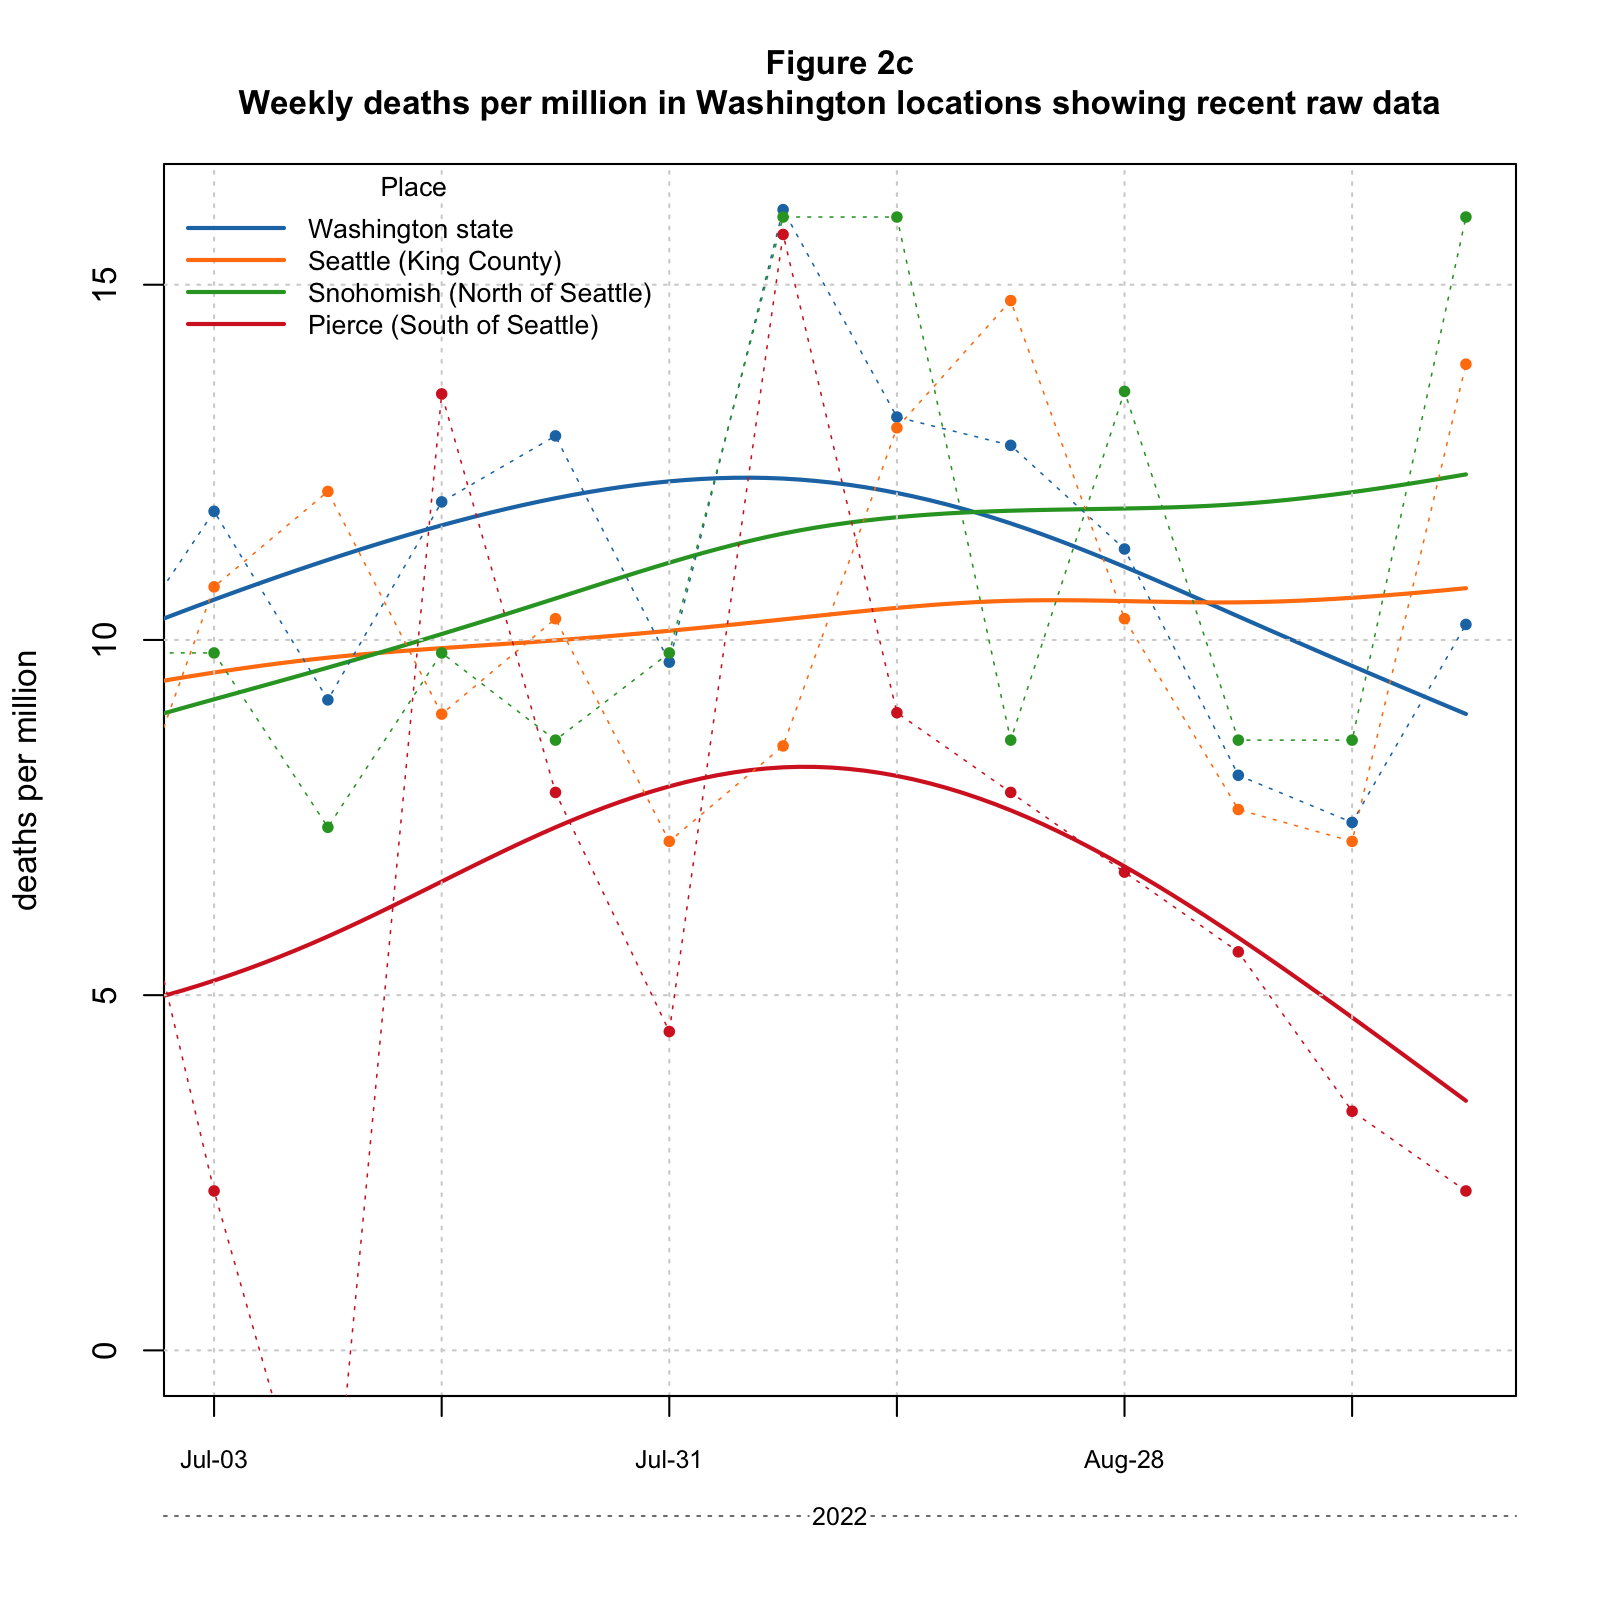 Figure 2c
Weekly deaths per million in Washington locations showing recent raw data
Place
Washington state
Seattle (King County)
Snohomish (North of Seattle)
Pierce (South of Seattle)
deaths per million
15
10
5
0
Jul-03 Jul-31 Aug-28
2022